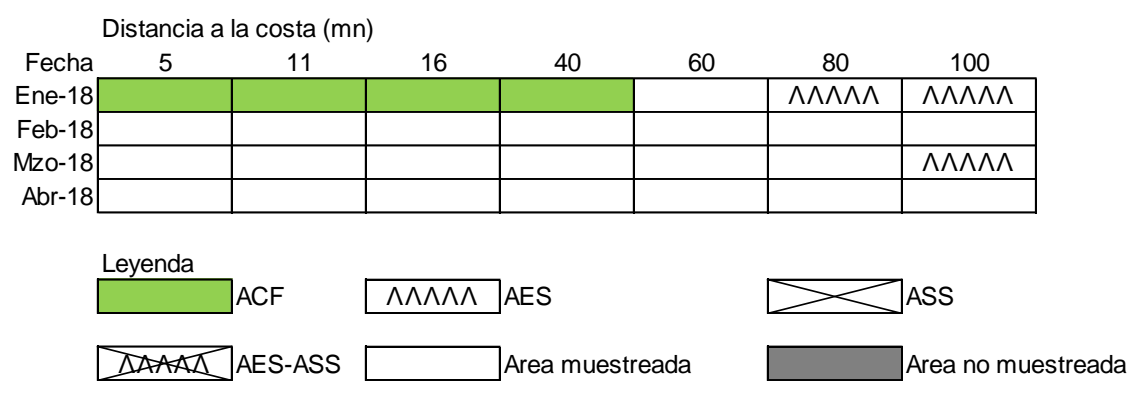 Distancia a la costa (mn)
Fecha 5 11 16 40 60 80 100
Ene-18 ΛΛΛΛΛ ΛΛΛΛΛ
Feb-18
Mzo-18 ΛΛΛΛΛ
Abr-18
Leyenda
ACF ΛΛΛΛΛ AES ASS
ΛΛΛΛΛ AES-ASS Area muestreada Area no muestreada